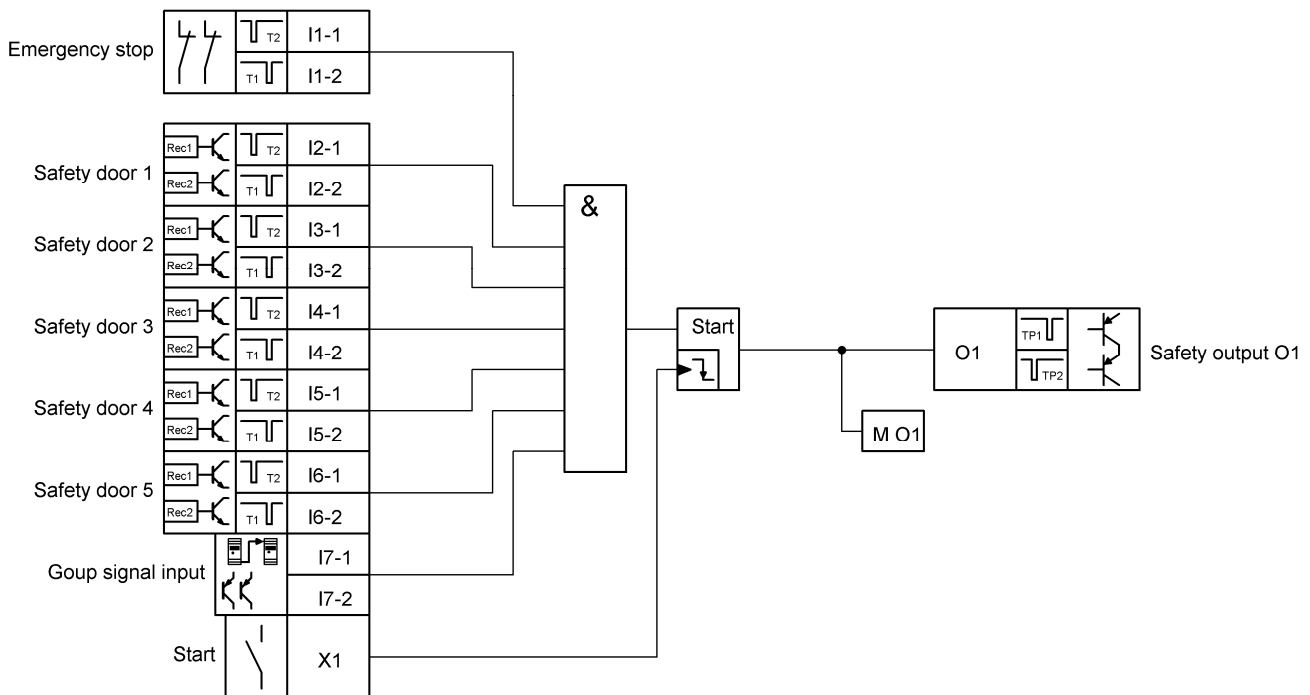 Emergency stop
T2 I1-1
T1 I1-2
Safety door 1
Rec1 T2 I2-1
Rec2 T1 I2-2
Safety door 2
Rec1 T2 I3-1
Rec2 T1 I3-2
Safety door 3
Rec1 T2 I4-1
Rec2 T1 I4-2
Safety door 4
Rec1 T2 I5-1
Rec2 T1 I5-2
Safety door 5
Rec1 T2 I6-1
Rec2 T1 I6-2
Goup signal input
I7-1
I7-2
Start
X1
&
Start
O1
TP1
TP2
Safety output O1
M O1